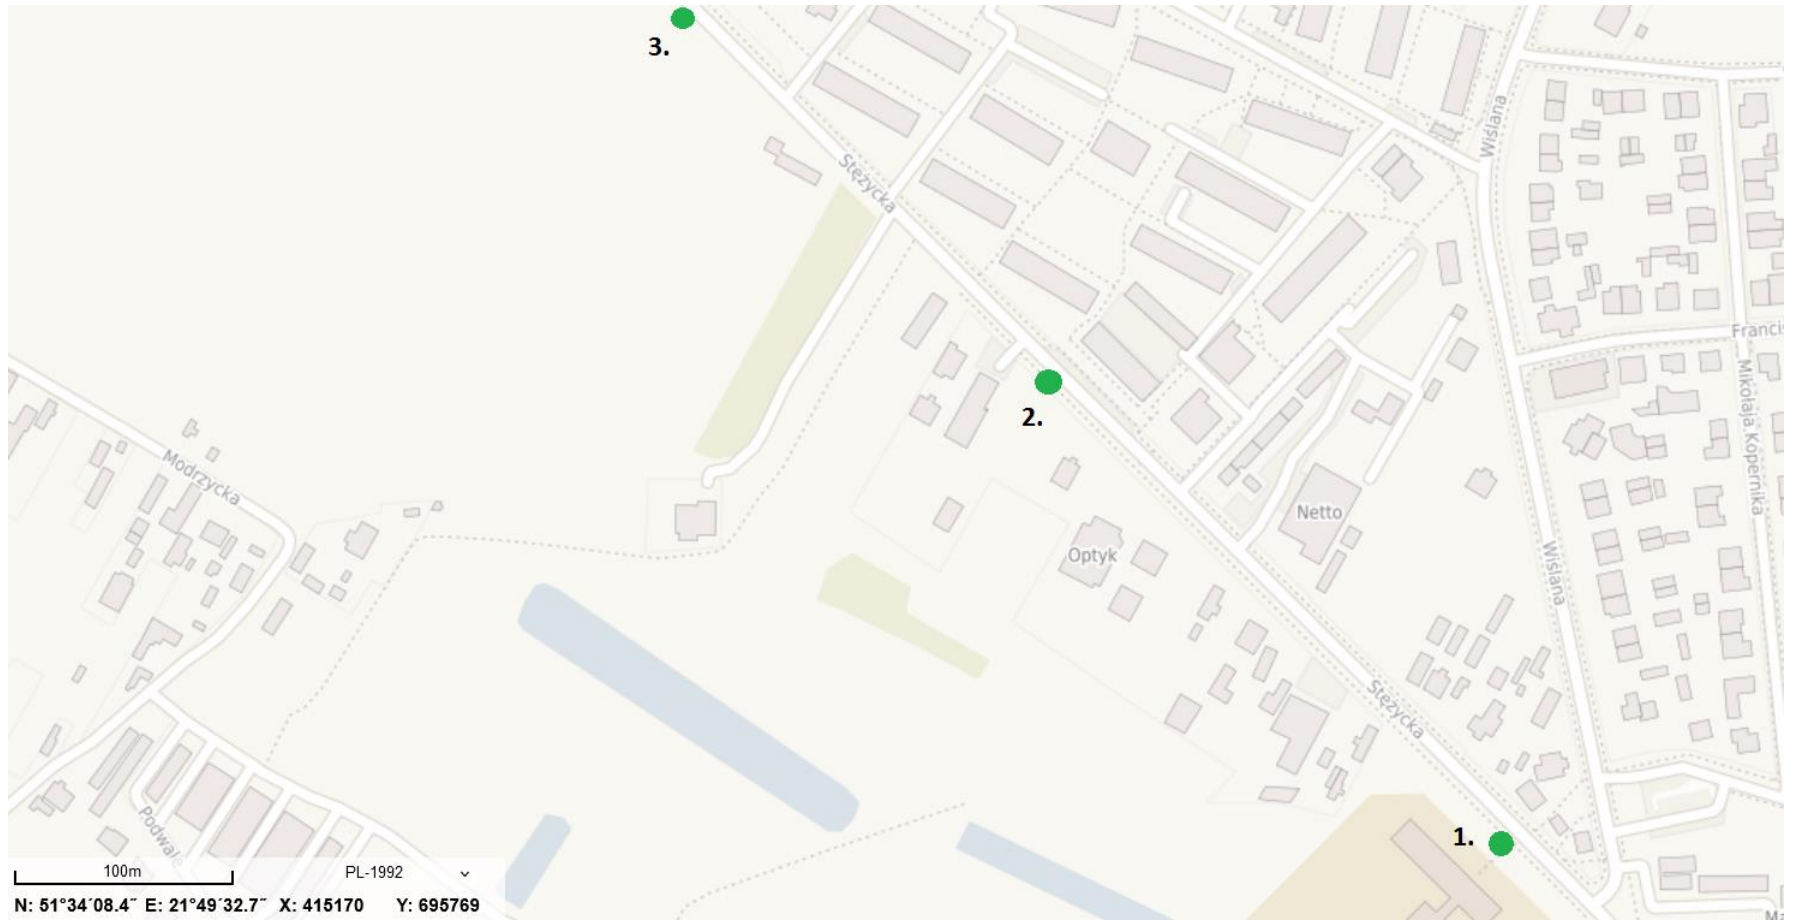 3.
Wiślana
Stężycka
Francis
Mikołaja Kopernika
2.
Modrzycka
Netto
Optyk
Wiślana
Stężycka
1.
Podwale
100m PL-1992
N: 51°34´08.4˝ E: 21°49´32.7˝ X: 415170 Y: 695769
Ma